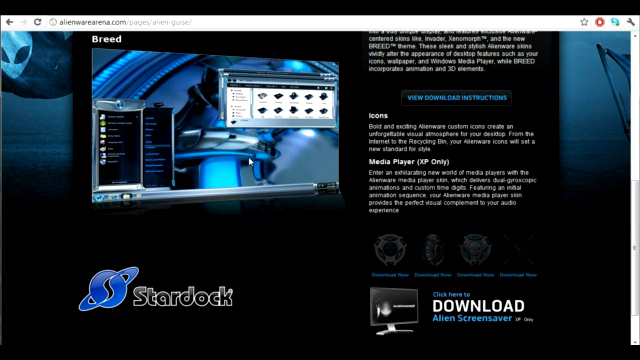 alienwarearena.com/pages/alien-guise/
Breed
into a truly unique display, and features exclusive Alienware-
centered skins like, Invader, Xenomorph™, and the new
BREED™ theme. These sleek and stylish Alienware skins
vividly alter the appearance of desktop features such as your
icons, wallpaper, and Windows Media Player, while BREED
incorporates animation and 3D elements.
VIEW DOWNLOAD INSTRUCTIONS
Icons
Bold and exciting Alienware custom icons create an
unforgettable visual atmosphere for your desktop. From the
Internet to the Recycling Bin, your Alienware icons will set a
new standard for style.
Media Player (XP Only)
Enter an exhilarating new world of media players with the
Alienware media player skin, which delivers dual-gyroscopic
animations and custom time digits. Featuring an initial
animation sequence, your Alienware media player skin
provides the perfect visual complement to your audio
experience.
Download Now Download Now Download Now Download Now
Stardock
ALIENWARE
Click here to
DOWNLOAD
Alien Screensaver XP Only